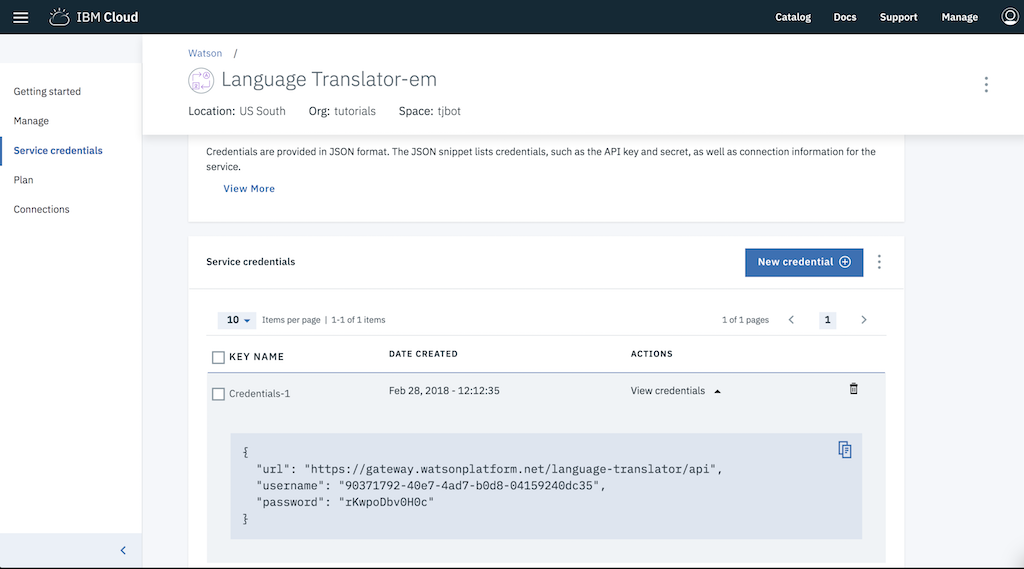 IBM Cloud
Catalog Docs Support Manage
Getting started
Manage
Service credentials
Plan
Connections
Watson /
Language Translator-em
Location: US South Org: tutorials Space: tjbot
Credentials are provided in JSON format. The JSON snippet lists credentials, such as the API key and secret, as well as connection information for the
service.
View More
Service credentials
New credential
10 Items per page | 1-1 of 1 items
1 of 1 pages 1
KEY NAME DATE CREATED ACTIONS
Credentials-1 Feb 28, 2018 - 12:12:35 View credentials
{
"url": "https://gateway.watsonplatform.net/language-translator/api",
"username": "90371792-40e7-4ad7-b0d8-04159240dc35",
"password": "rKwpoDbv0H0c"
}